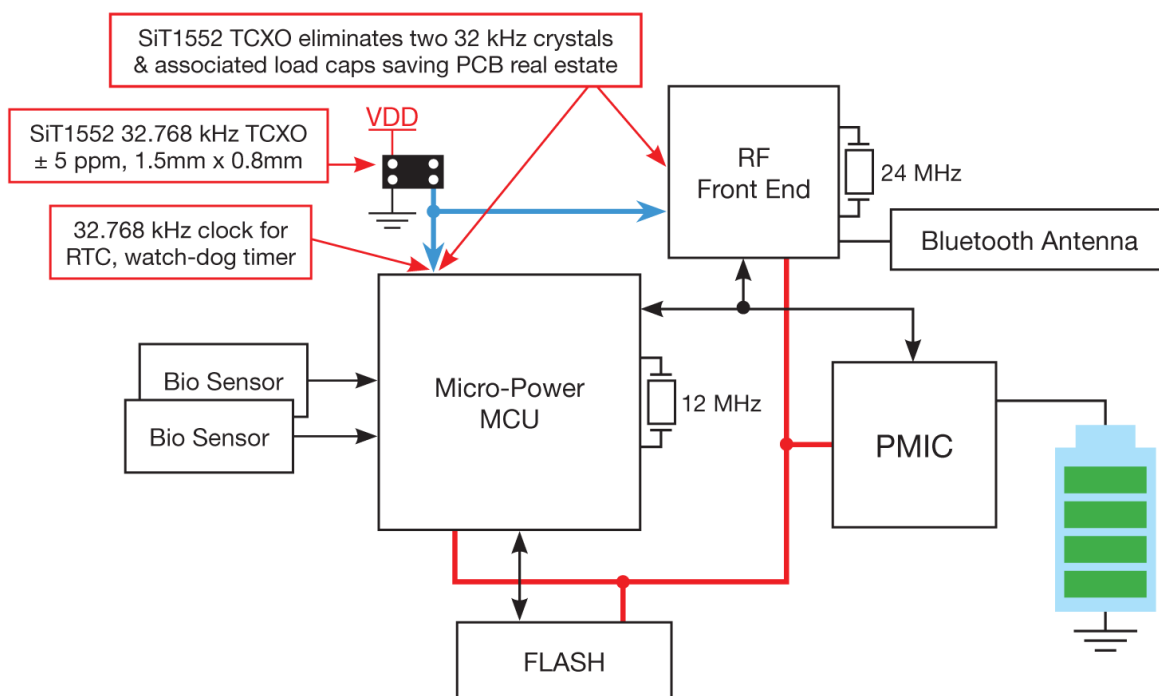 SiT1552 TCXO eliminates two 32 kHz crystals
& associated load caps saving PCB real estate
VDD
SiT1552 32.768 kHz TCXO
± 5 ppm, 1.5mm x 0.8mm
RF
Front End
24 MHz
32.768 kHz clock for
RTC, watch-dog timer
Bluetooth Antenna
Bio Sensor
Bio Sensor
Micro-Power
MCU
12 MHz
PMIC
FLASH